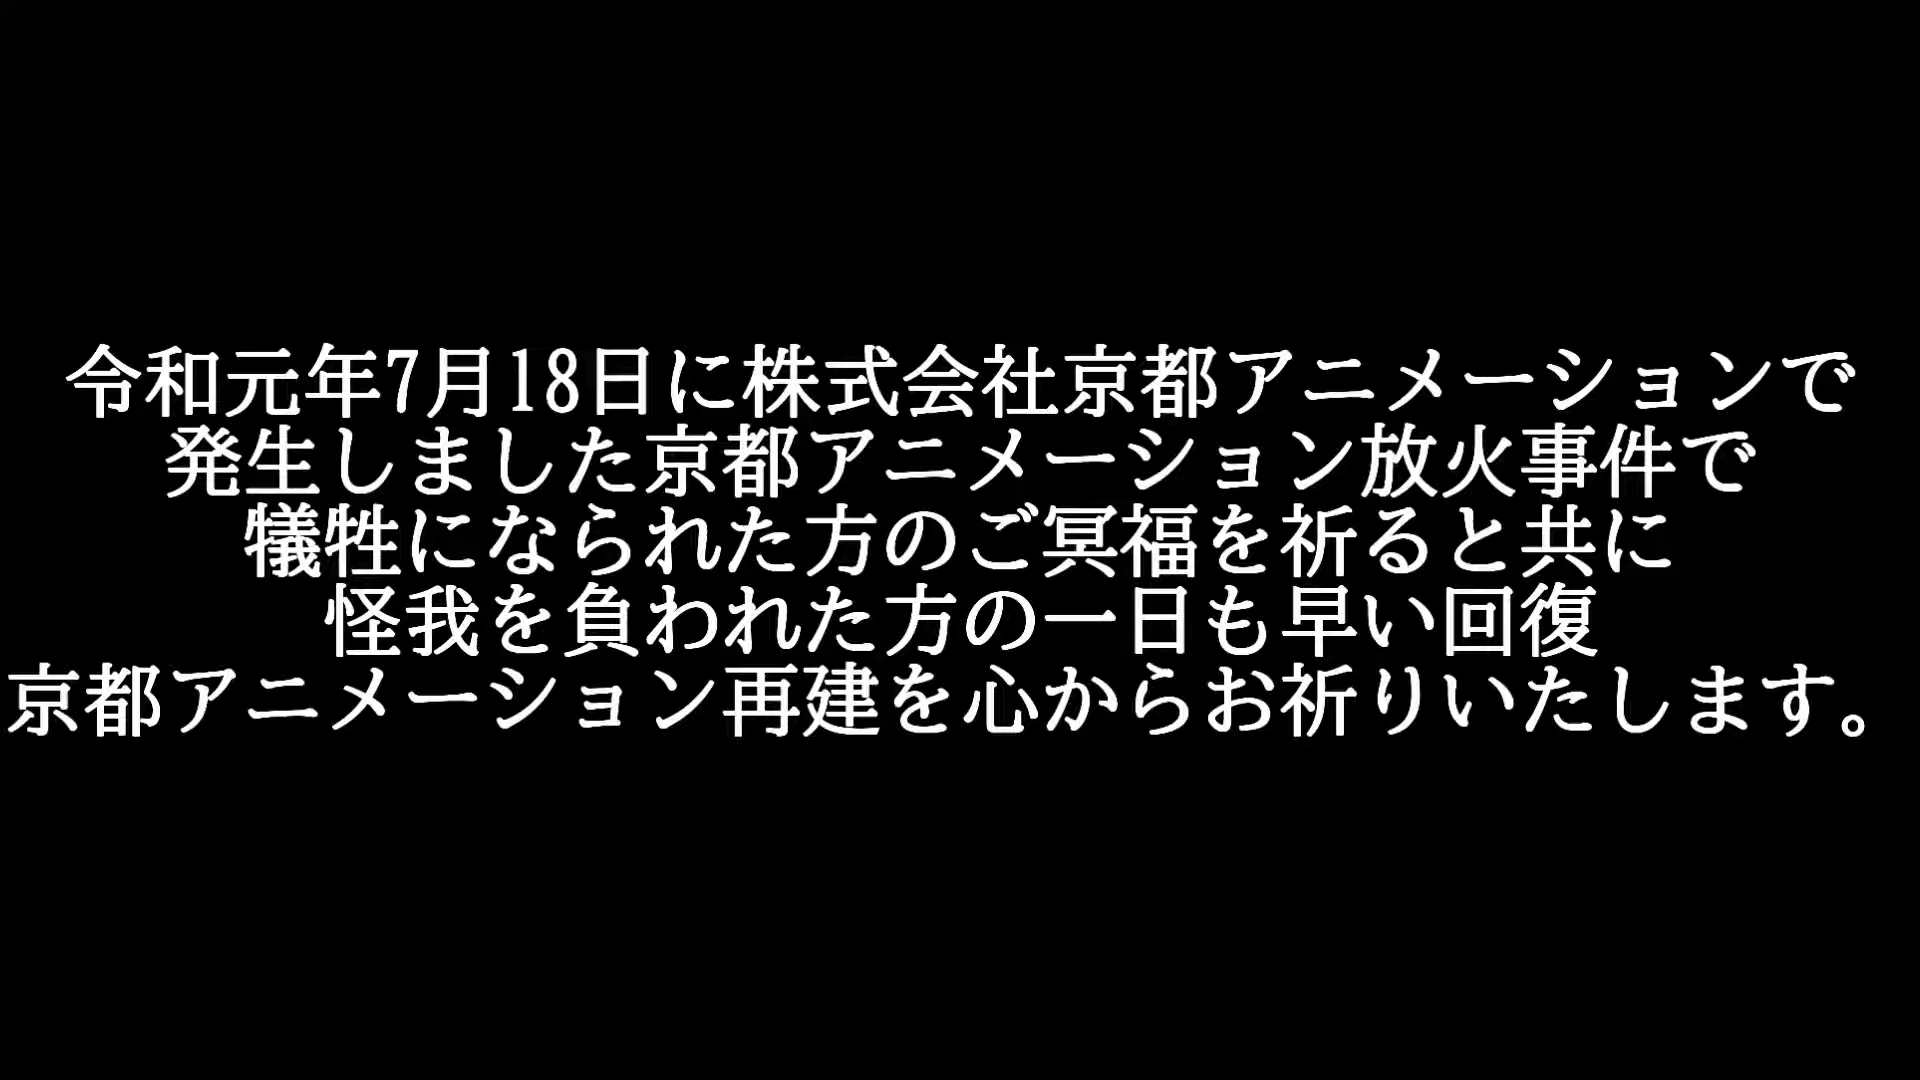 令和元年7月18日に株式会社京都アニメーションで
発生しました京都アニメーション放火事件で
犠牲になられた方のご冥福を祈ると共に
怪我を負われた方の一日も早い回復
京都アニメーション再建を心からお祈りいたします。